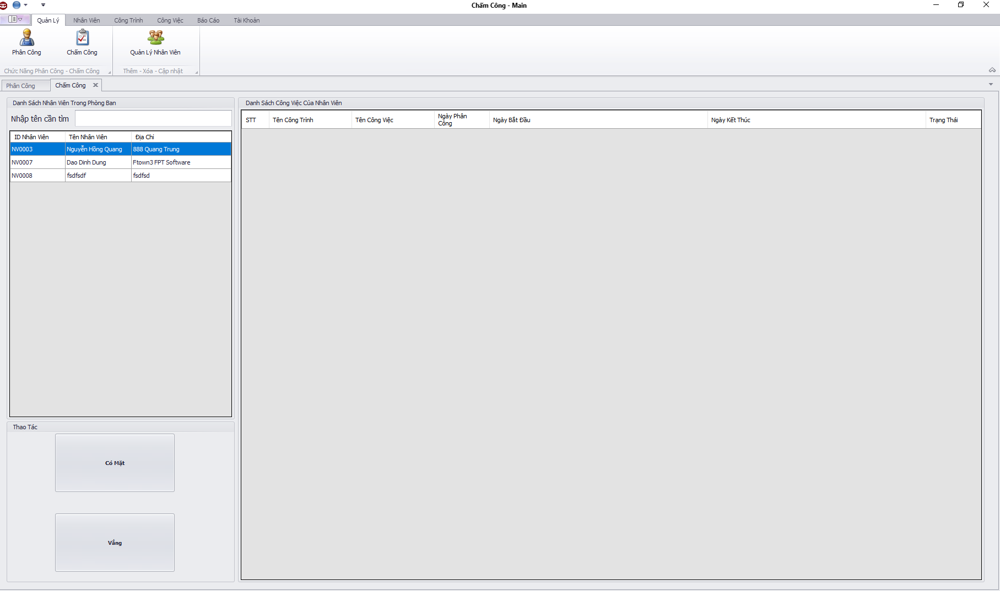 Chấm Công - Main
Quản Lý
Nhân Viên
Công Trình
Công Việc
Báo Cáo
Tài Khoản
Phân Công
Chấm Công
Quản Lý Nhân Viên
Chức Năng Phân Công - Chấm Công
Thêm - Xóa - Cập nhật
Phân Công
Chấm Công
Danh Sách Nhân Viên Trong Phòng Ban
Nhập tên cần tìm
ID Nhân Viên Tên Nhân Viên Địa Chỉ
NV0003 Nguyễn Hồng Quang 888 Quang Trung
NV0007 Dao Dinh Dung Ftown3 FPT Software
NV0008 fsdfsdf fsdfsd
Thao Tác
Có Mặt
Vắng
Danh Sách Công Việc Của Nhân Viên
STT Tên Công Trình Tên Công Việc Ngày Phân Công Ngày Bắt Đầu Ngày Kết Thúc Trạng Thái